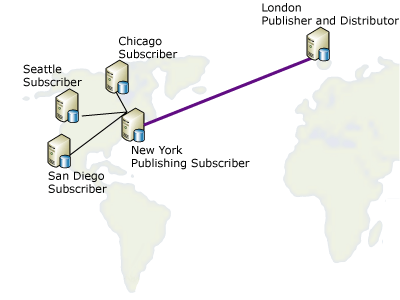 London
Publisher and Distributor
Chicago
Subscriber
Seattle
Subscriber
New York
Publishing Subscriber
San Diego
Subscriber